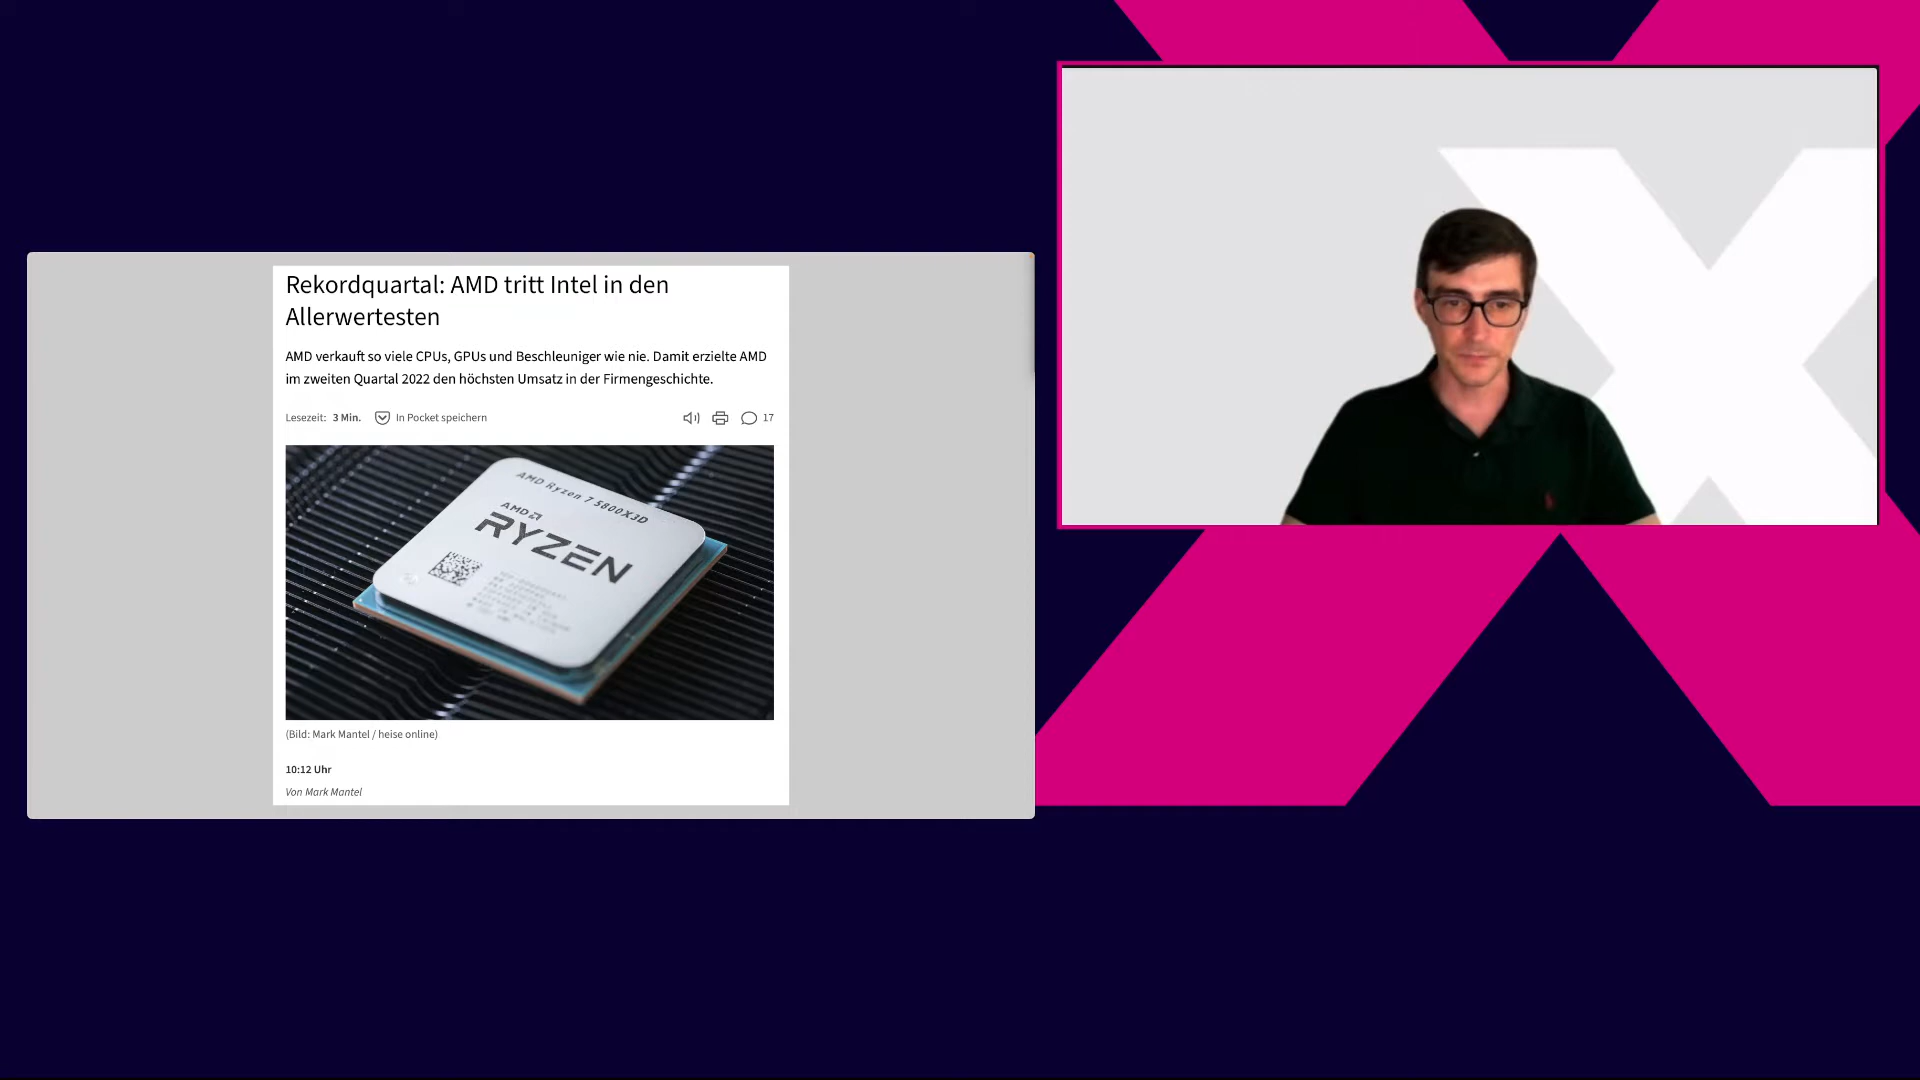 Rekordquartal: AMD tritt Intel in den
Allerwertesten
AMD verkauft so viele CPUs, GPUs und Beschleuniger wie nie. Damit erzielte AMD
im zweiten Quartal 2022 den höchsten Umsatz in der Firmengeschichte.
Lesezeit: 3 Min. In Pocket speichern 17
AMD Ryzen 7 5800X3D
AMD
RYZEN
(Bild: Mark Mantel / heise online)
10:12 Uhr
Von Mark Mantel